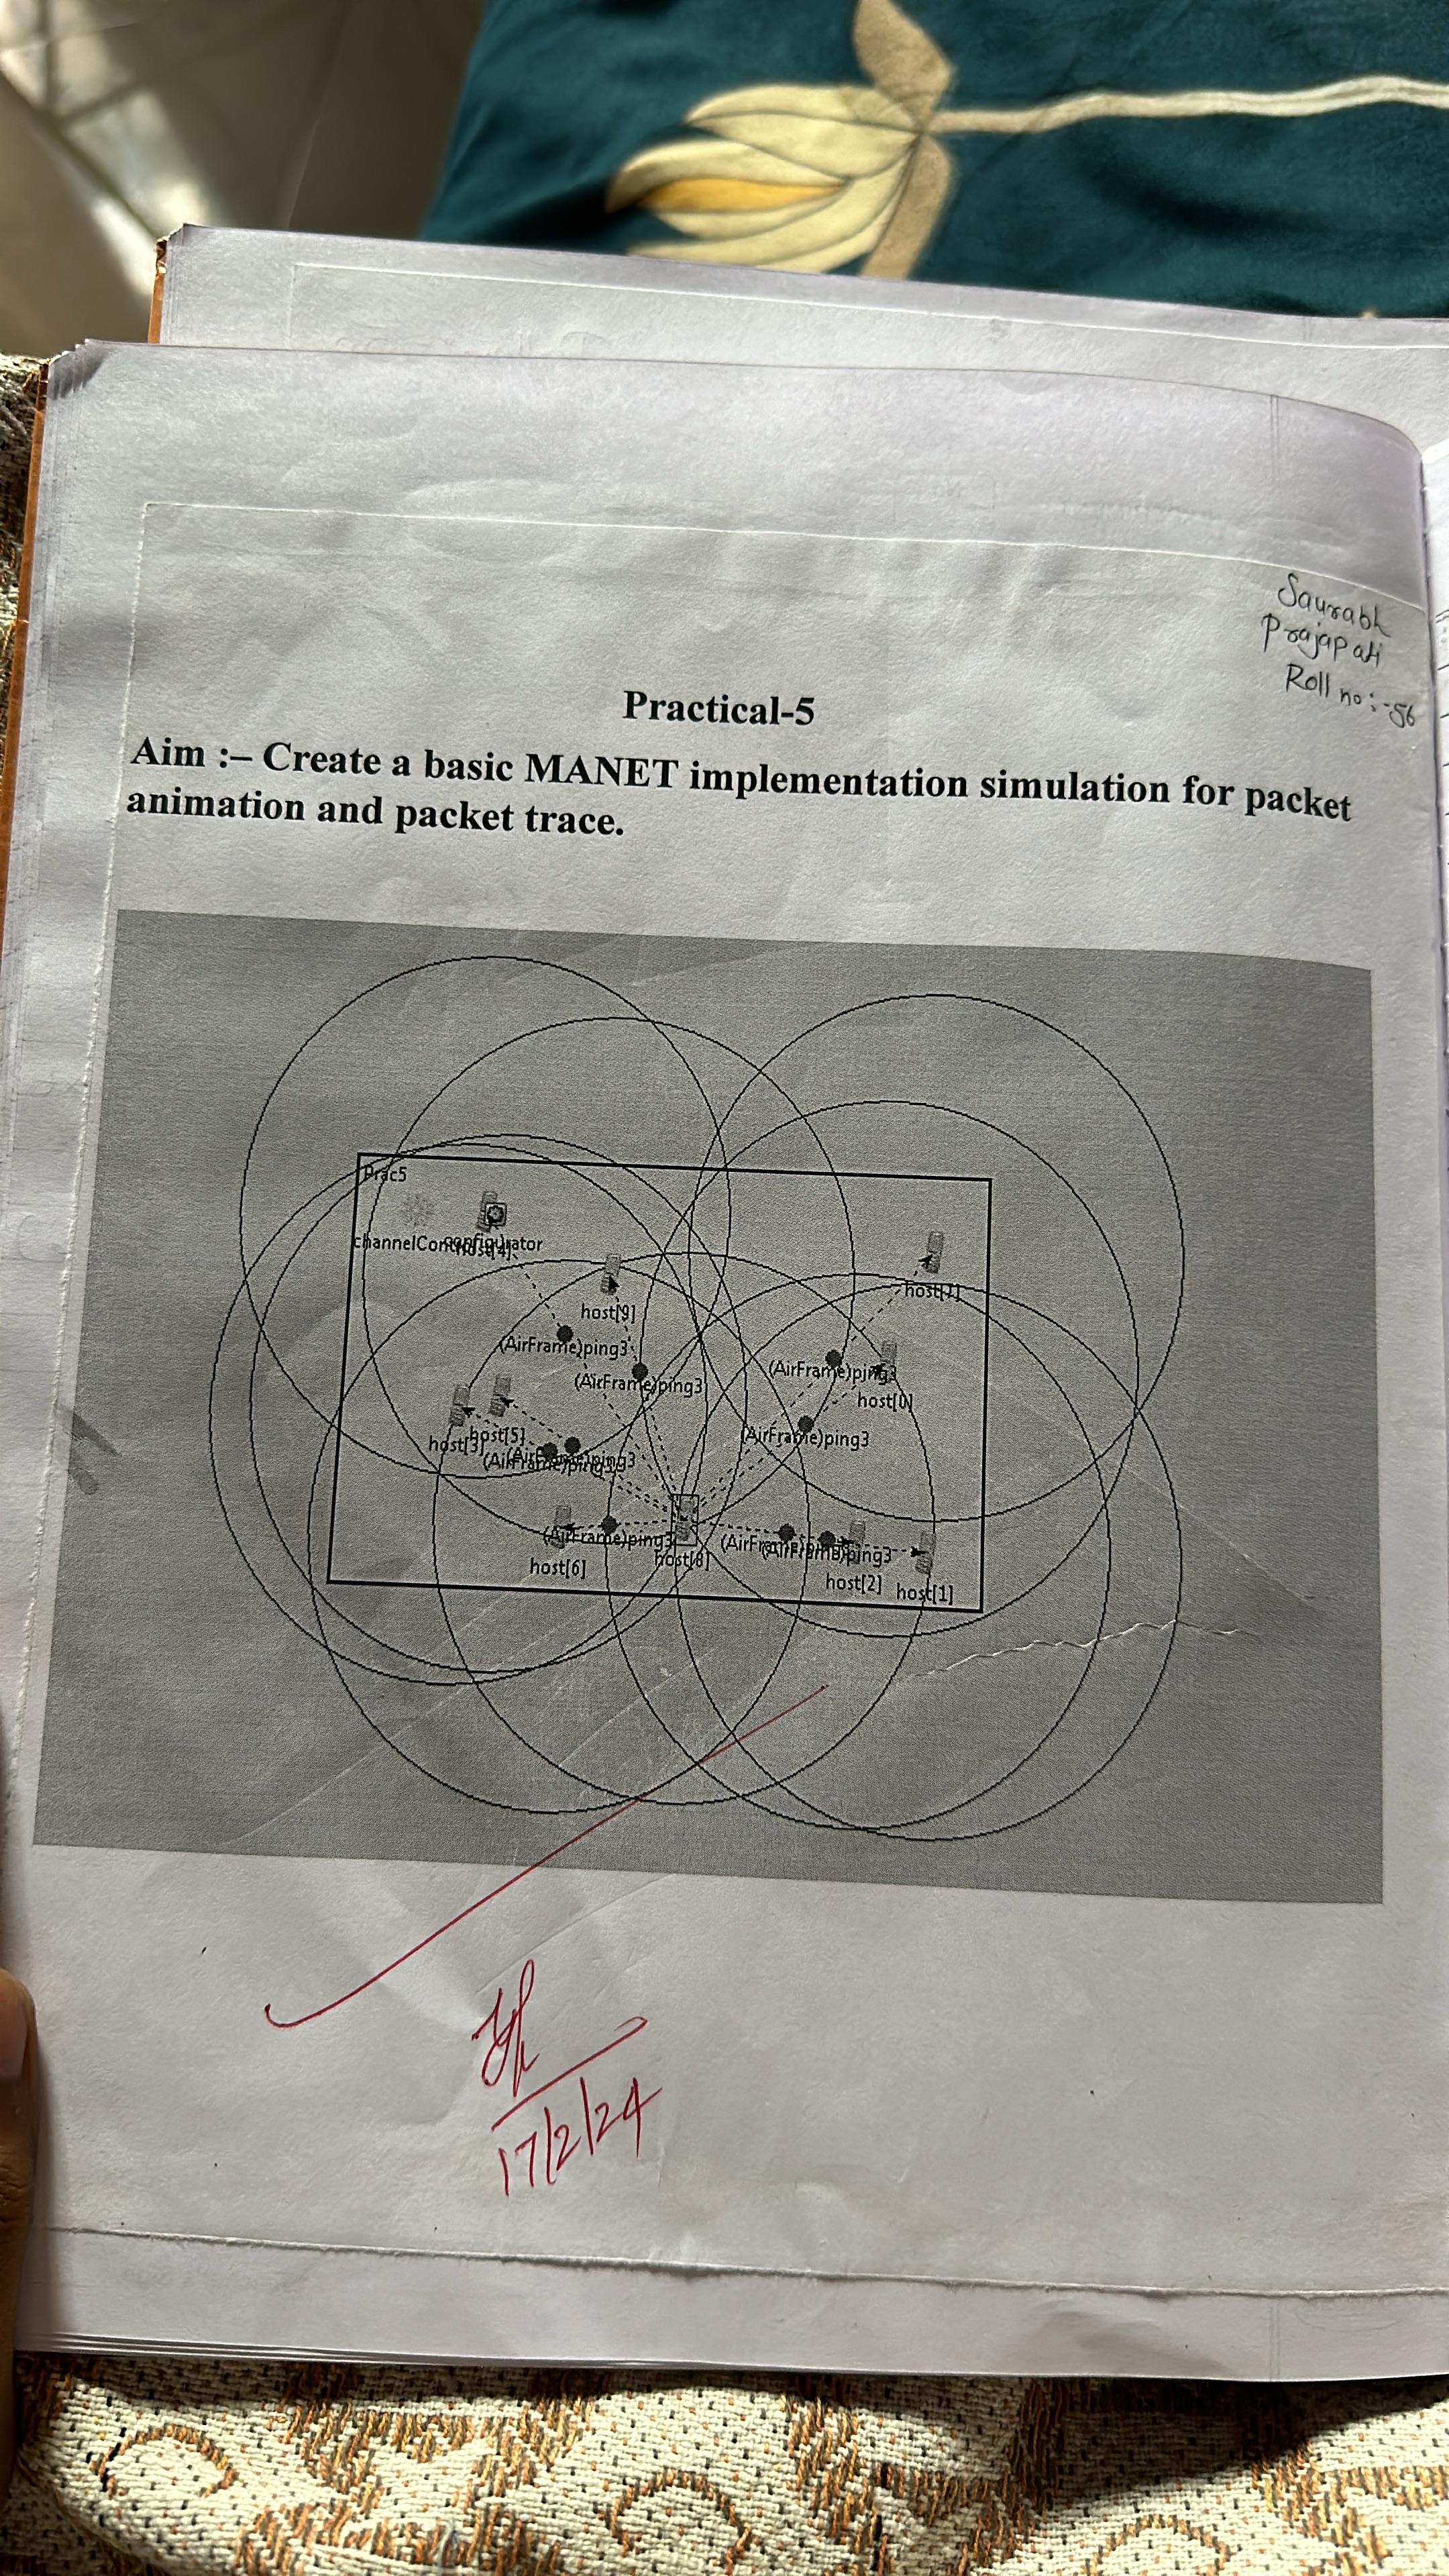 Saurabh
Prajapati
Roll no :-56
Practical-5
Aim :– Create a basic MANET implementation simulation for packet
animation and packet trace.
Prac5
channelCon
configurator
host[4]
host[7]
host[9]
(AirFrame)ping3
(AirFrame)ping3
(AirFrame)ping3
host[0]
(AirFrame)ping3
host[5]
host[3]
(AirFrame)ping3
(AirFrame)ping3
(AirFrame)ping3
host[8]
(AirFrame)ping3
(AirFrame)ping3
host[6]
host[2]
host[1]
17/2/24